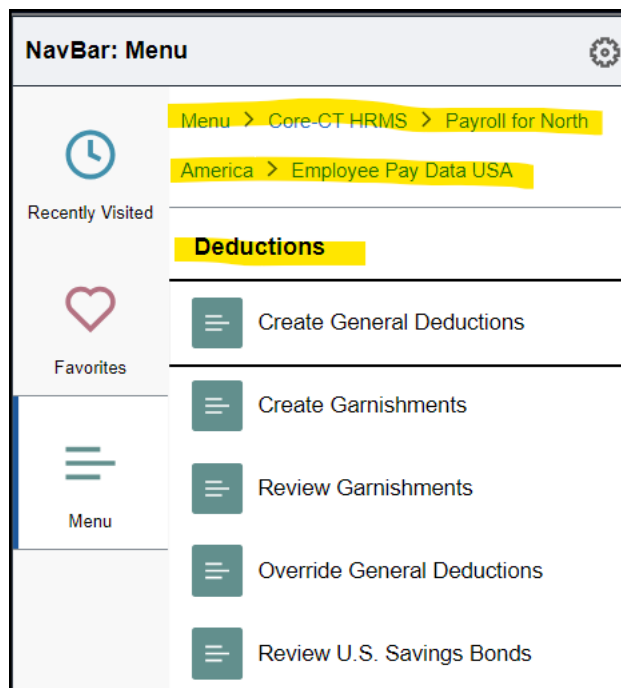 NavBar: Menu
Menu > Core-CT HRMS > Payroll for North
America > Employee Pay Data USA
Recently Visited
Deductions
Create General Deductions
Favorites
Create Garnishments
Review Garnishments
Menu
Override General Deductions
Review U.S. Savings Bonds